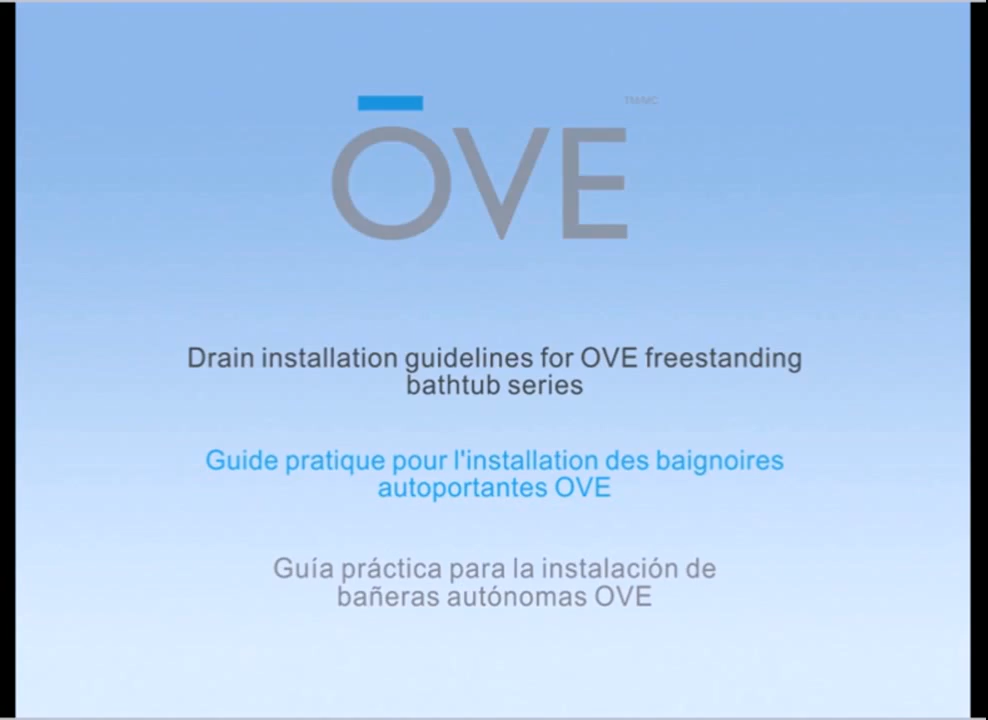 ŌVE TM/MC
Drain installation guidelines for OVE freestanding
bathtub series
Guide pratique pour l'installation des baignoires
autoportantes OVE
Guía práctica para la instalación de
bañeras autónomas OVE